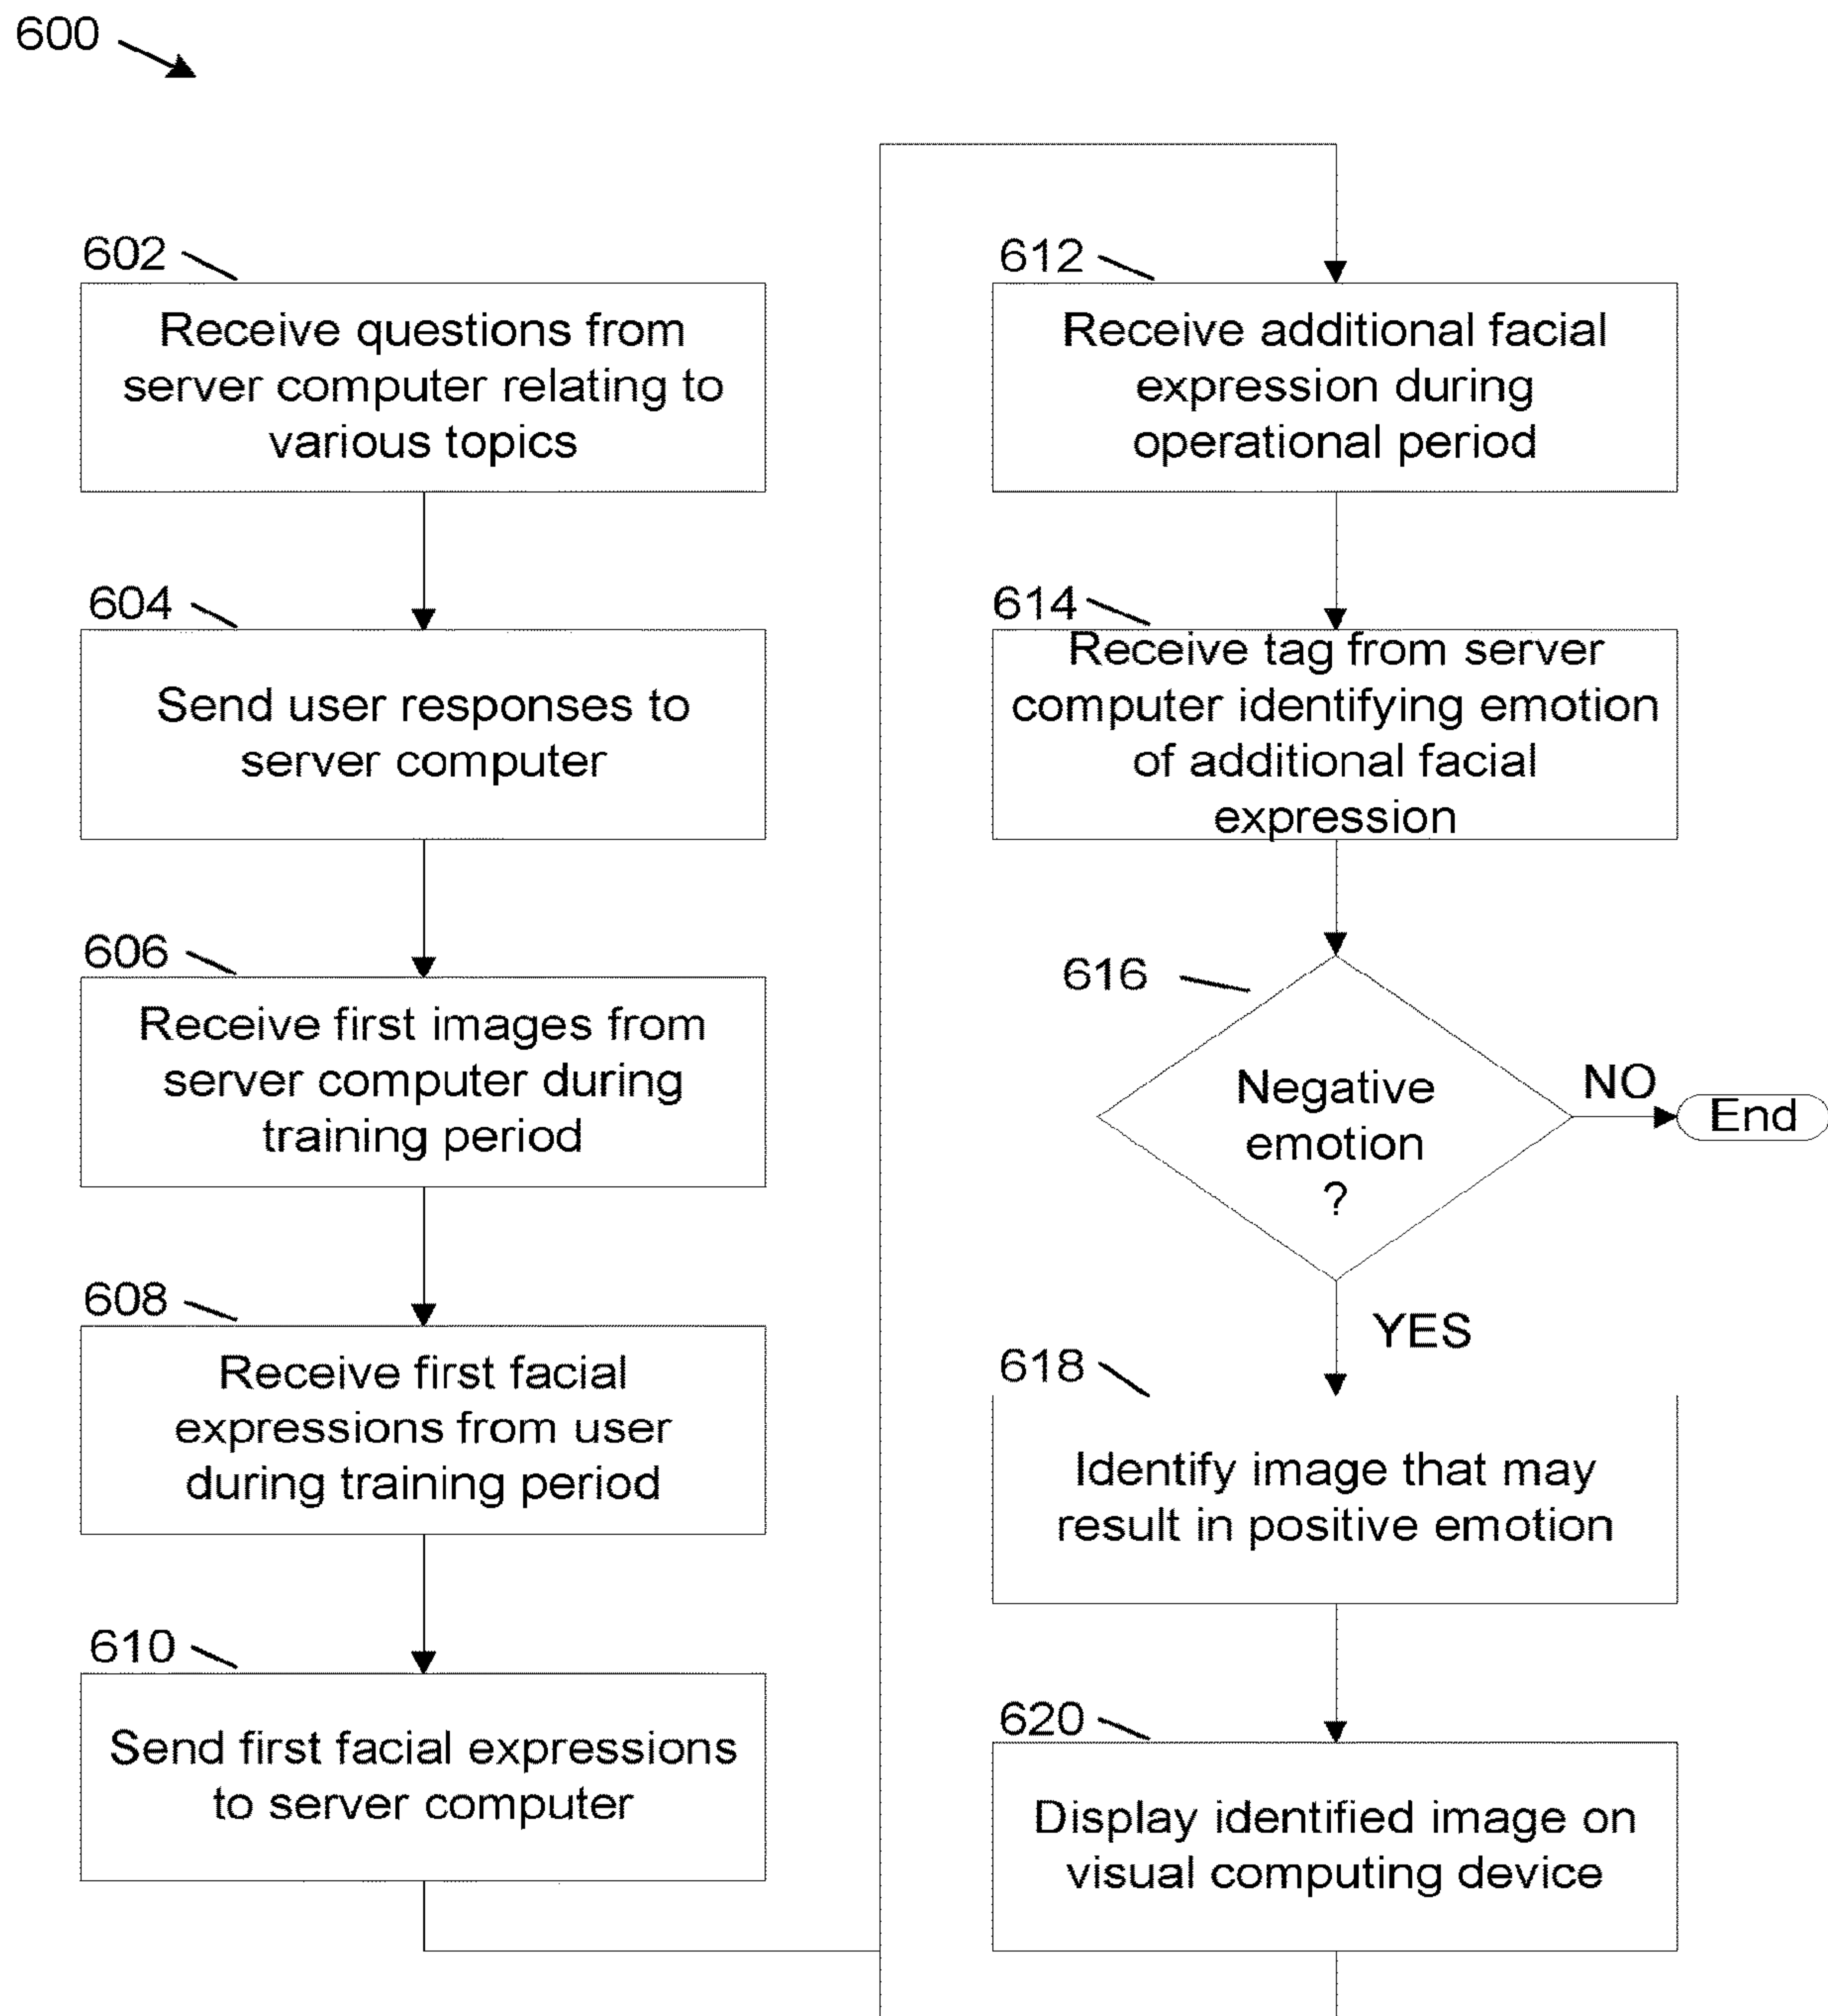 600
602
Receive questions from
server computer relating to
various topics
604
Send user responses to
server computer
606
Receive first images from
server computer during
training period
608
Receive first facial
expressions from user
during training period
610
Send first facial expressions
to server computer
612
Receive additional facial
expression during
operational period
614
Receive tag from server
computer identifying emotion
of additional facial
expression
616
Negative
emotion
?
NO
End
YES
618
Identify image that may
result in positive emotion
620
Display identified image on
visual computing device